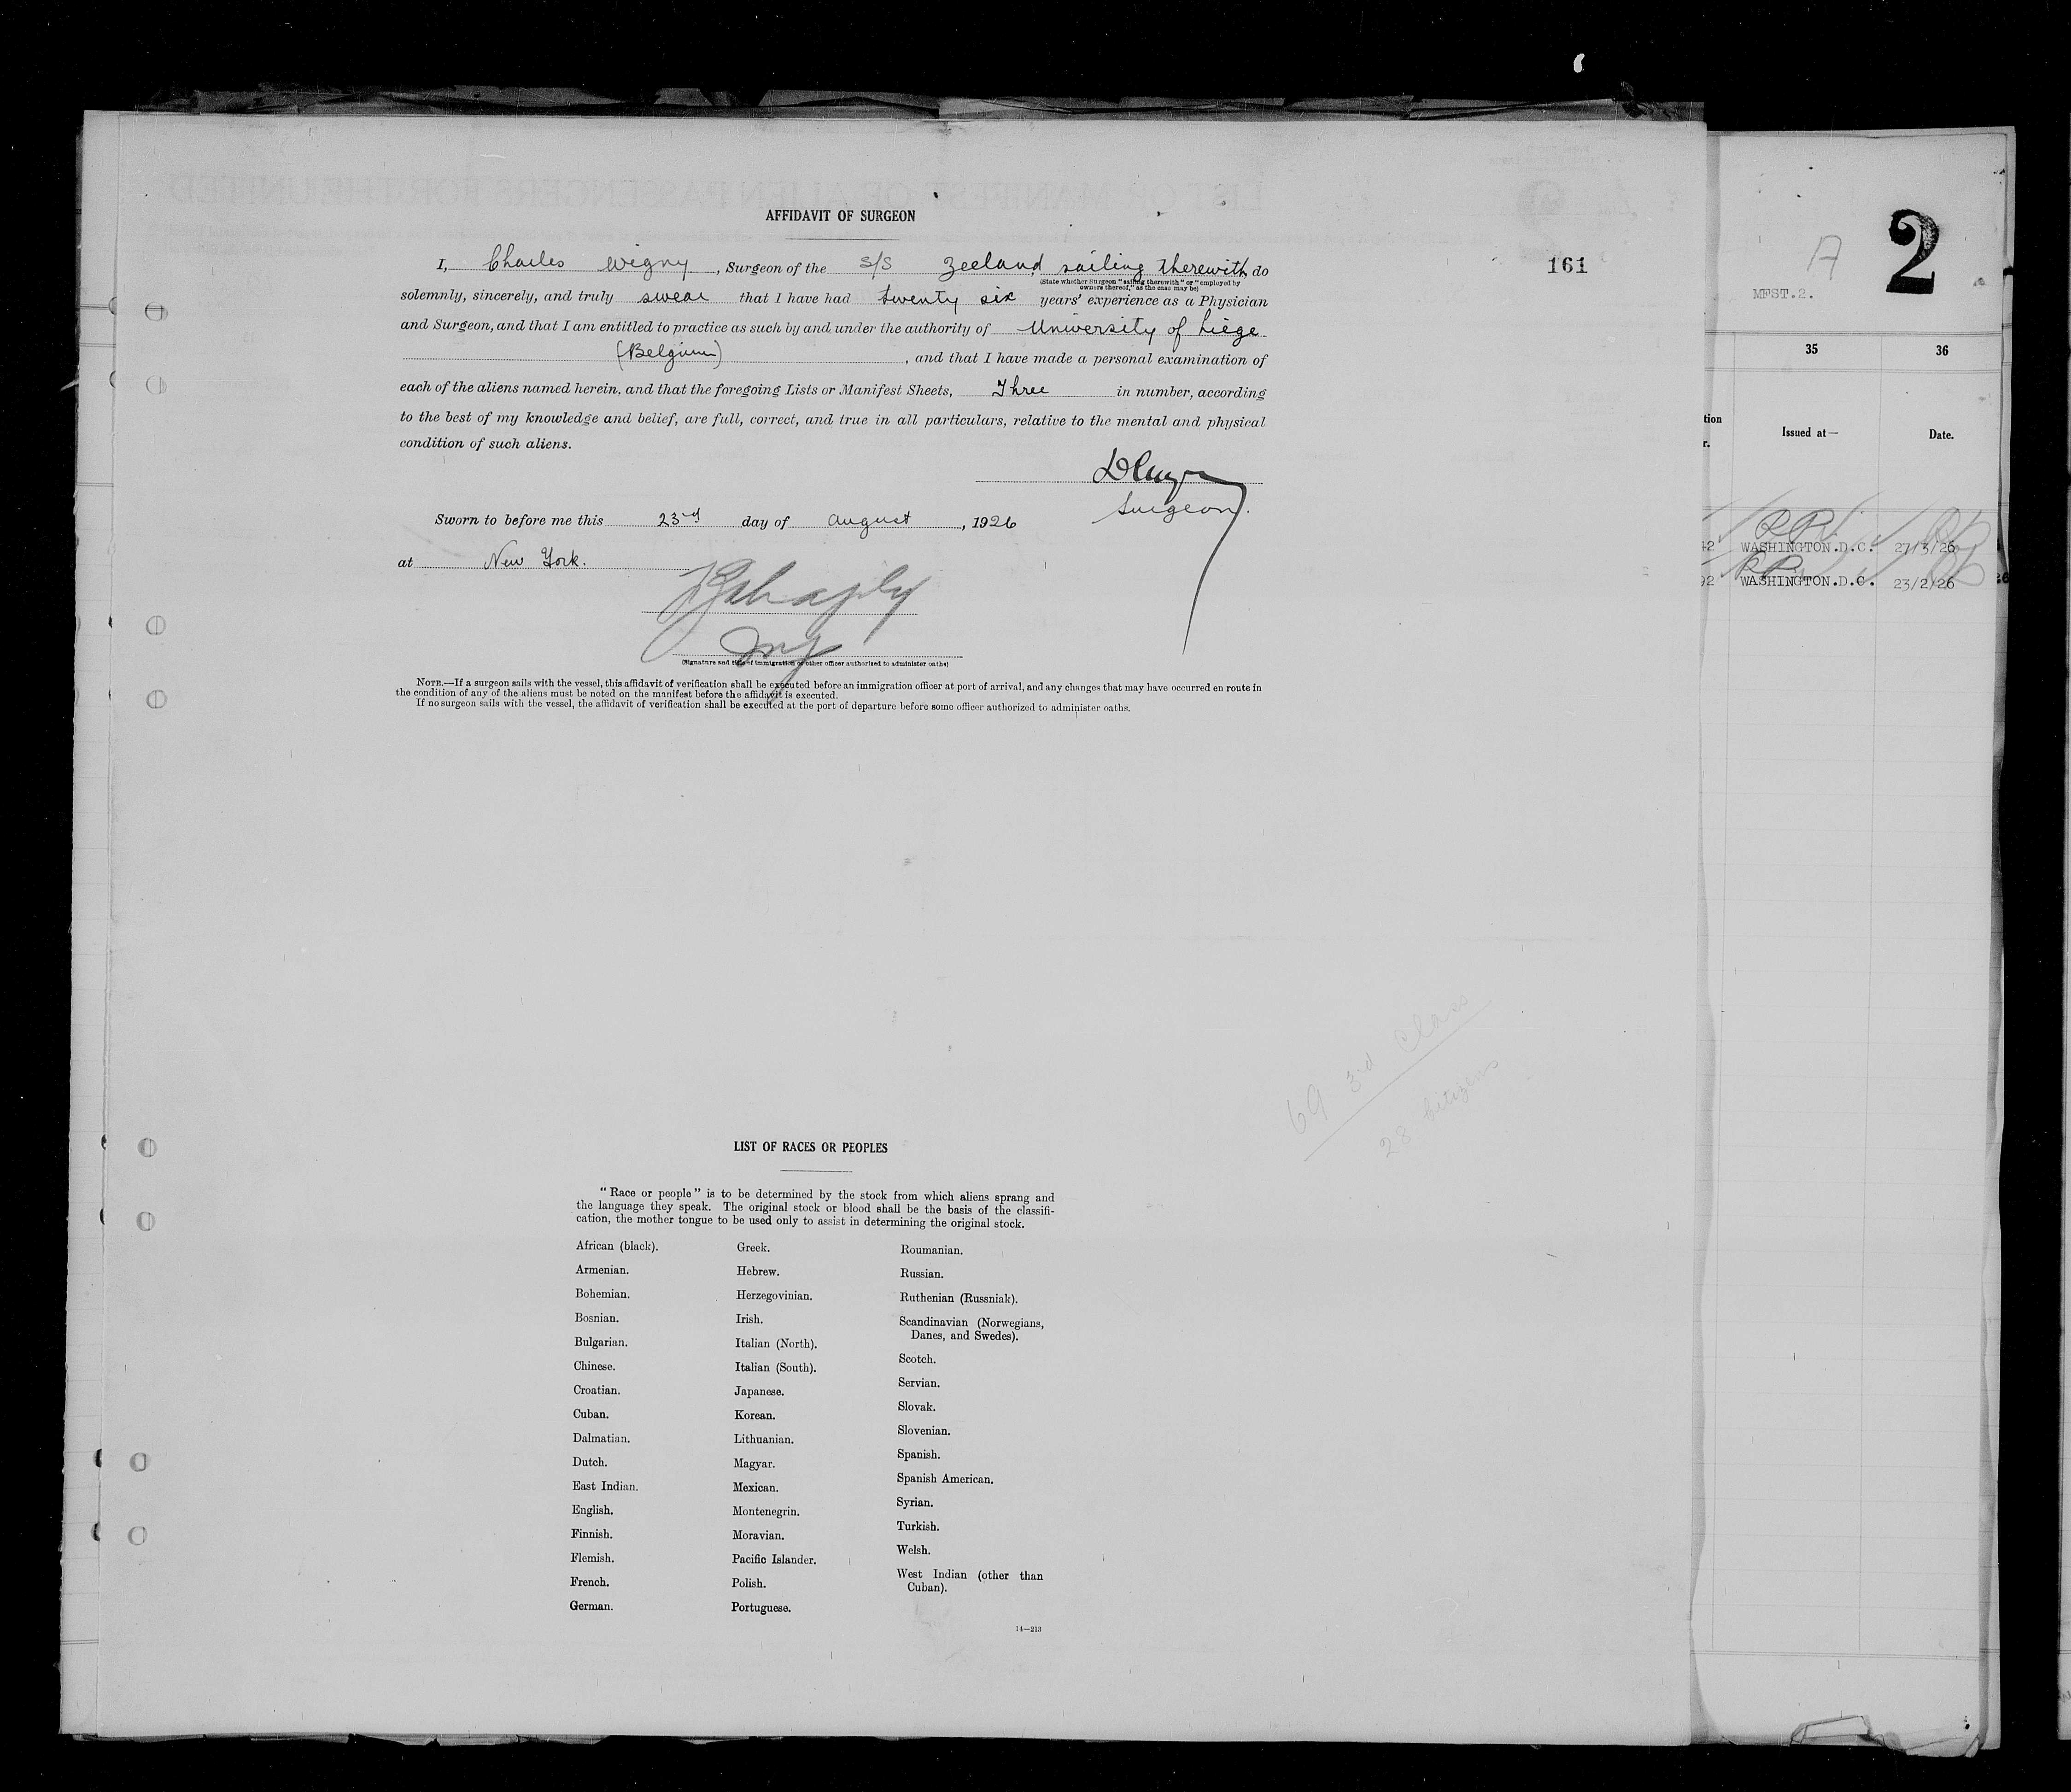 AFFIDAVIT OF SURGEON
I, Charles Wigny, Surgeon of the S/S Zeeland sailing therewith do
(State whether Surgeon "sailing therewith" or "employed by
owners thereof," as the case may be)
solemnly, sincerely, and truly swear that I have had twenty six years' experience as a Physician
and Surgeon, and that I am entitled to practice as such by and under the authority of University of Liège
(Belgium), and that I have made a personal examination of
each of the aliens named herein, and that the foregoing Lists or Manifest Sheets, Three in number, according
to the best of my knowledge and belief, are full, correct, and true in all particulars, relative to the mental and physical
condition of such aliens.
Surgeon.
Sworn to before me this 23rd day of August, 1926
at New York.
(Signature and title of immigration or other officer authorized to administer oaths)
NOTE.—If a surgeon sails with the vessel, this affidavit of verification shall be executed before an immigration officer at port of arrival, and any changes that may have occurred en route in
the condition of any of the aliens must be noted on the manifest before the affidavit is executed.
If no surgeon sails with the vessel, the affidavit of verification shall be executed at the port of departure before some officer authorized to administer oaths.
161
69 3rd Class
28 Citizens
LIST OF RACES OR PEOPLES
"Race or people" is to be determined by the stock from which aliens sprang and
the language they speak. The original stock or blood shall be the basis of the classifi-
cation, the mother tongue to be used only to assist in determining the original stock.
African (black).
Armenian.
Bohemian.
Bosnian.
Bulgarian.
Chinese.
Croatian.
Cuban.
Dalmatian.
Dutch.
East Indian.
English.
Finnish.
Flemish.
French.
German.
Greek.
Hebrew.
Herzegovinian.
Irish.
Italian (North).
Italian (South).
Japanese.
Korean.
Lithuanian.
Magyar.
Mexican.
Montenegrin.
Moravian.
Pacific Islander.
Polish.
Portuguese.
Roumanian.
Russian.
Ruthenian (Russniak).
Scandinavian (Norwegians,
Danes, and Swedes).
Scotch.
Servian.
Slovak.
Slovenian.
Spanish.
Spanish American.
Syrian.
Turkish.
Welsh.
West Indian (other than
Cuban).
14—213
A
2
MFST.2.
35 36
tion
r.
Issued at— Date.
42 WASHINGTON.D.C. 27/3/26
92 WASHINGTON.D.C. 23/2/26